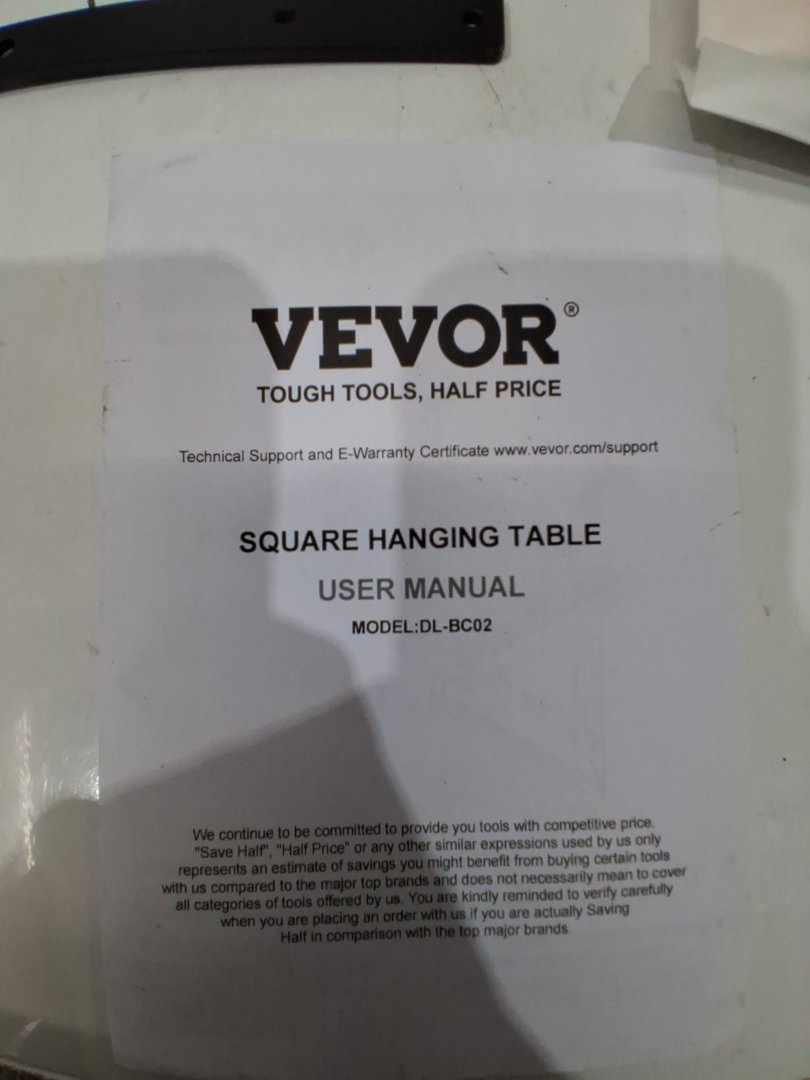 VEVOR®
TOUGH TOOLS, HALF PRICE
Technical Support and E-Warranty Certificate www.vevor.com/support
SQUARE HANGING TABLE
USER MANUAL
MODEL:DL-BC02
We continue to be committed to provide you tools with competitive price.
"Save Half", "Half Price" or any other similar expressions used by us only
represents an estimate of savings you might benefit from buying certain tools
with us compared to the major top brands and does not necessarily mean to cover
all categories of tools offered by us. You are kindly reminded to verify carefully
when you are placing an order with us if you are actually Saving
Half in comparison with the top major brands.